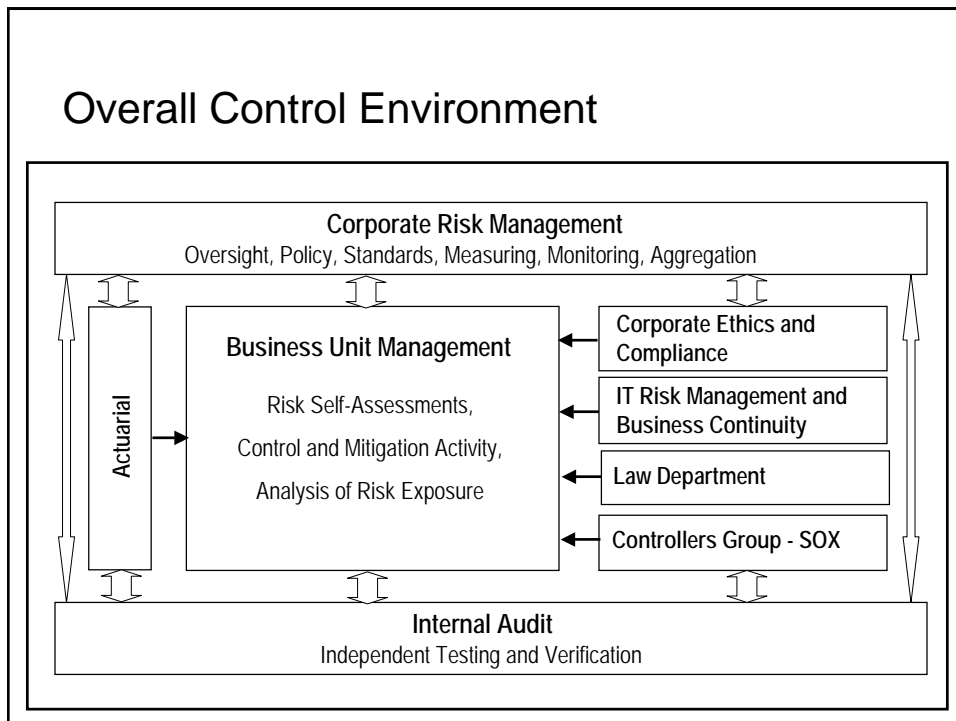 Overall Control Environment
Corporate Risk Management
Oversight, Policy, Standards, Measuring, Monitoring, Aggregation
Actuarial
Business Unit Management
Risk Self-Assessments,
Control and Mitigation Activity,
Analysis of Risk Exposure
Corporate Ethics and
Compliance
IT Risk Management and
Business Continuity
Law Department
Controllers Group - SOX
Internal Audit
Independent Testing and Verification